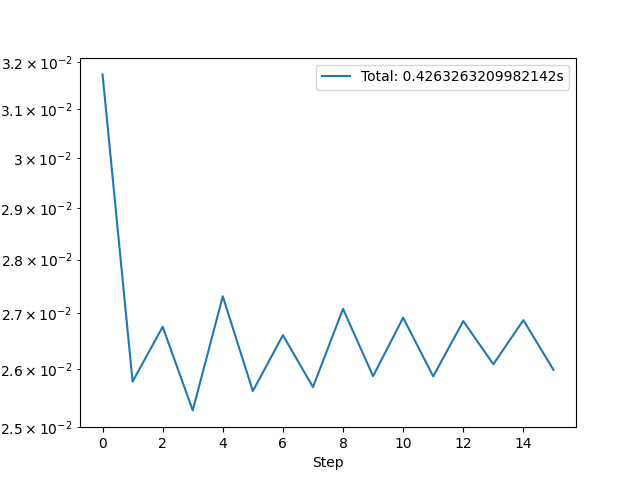 Total: 0.4263263209982142s
3.2 × 10⁻²
3.1 × 10⁻²
3 × 10⁻²
2.9 × 10⁻²
2.8 × 10⁻²
2.7 × 10⁻²
2.6 × 10⁻²
2.5 × 10⁻²
0 2 4 6 8 10 12 14
Step